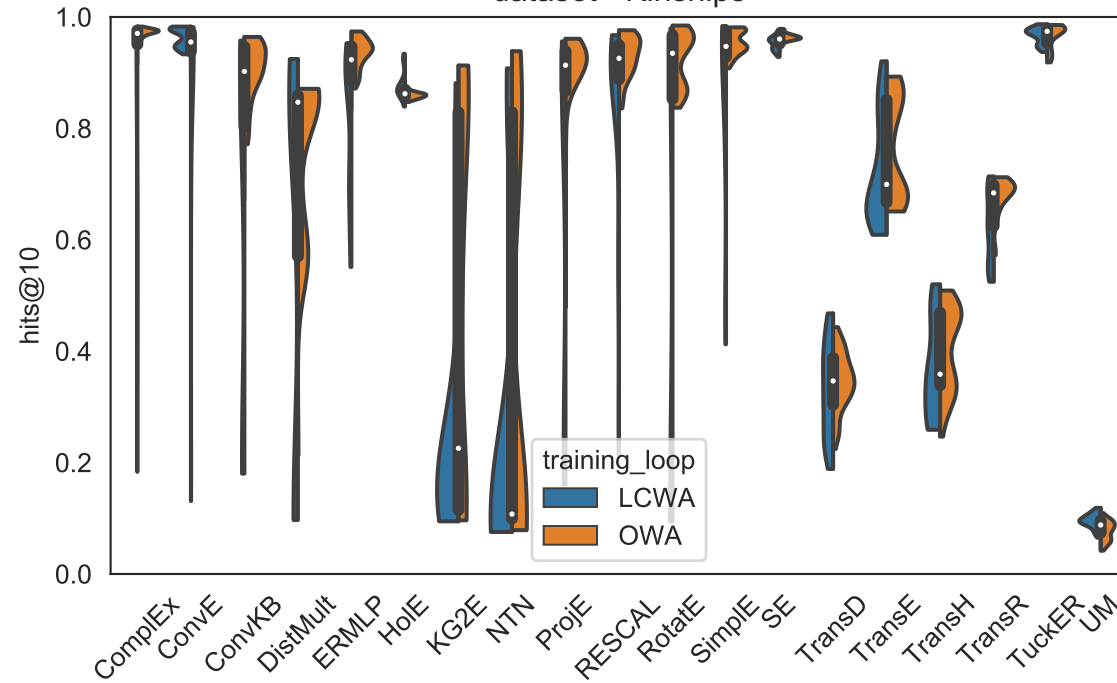 1.0
0.8
0.6
0.4
0.2
0.0
hits@10
training_loop
LCWA
OWA
ComplEx
ConvE
ConvKB
DistMult
ERMLP
HolE
KG2E
NTN
ProjE
RESCAL
RotatE
SimplE
SE
TransD
TransE
TransH
TransR
TuckER
UM